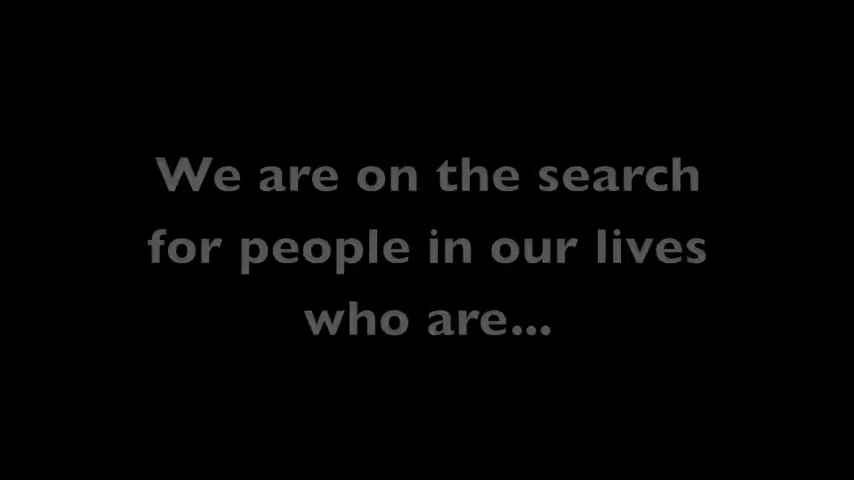 We are on the search
for people in our lives
who are...